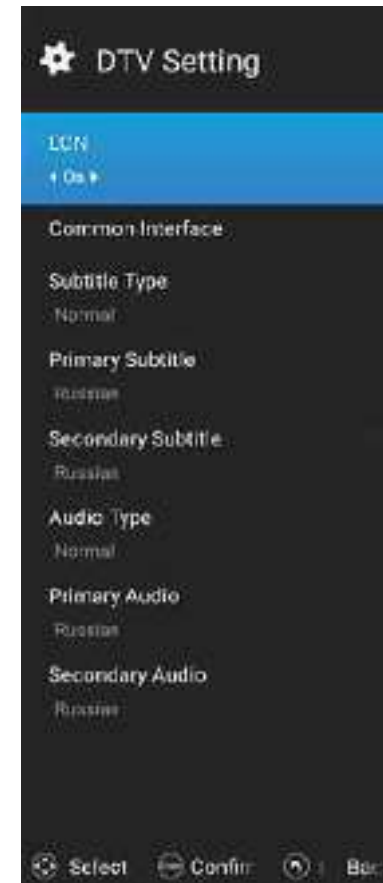 DTV Setting
LCN
On
Common Interface
Subtitle Type
Normal
Primary Subtitle
Russian
Secondary Subtitle
Russian
Audio Type
Normal
Primary Audio
Russian
Secondary Audio
Russian
Select Confir